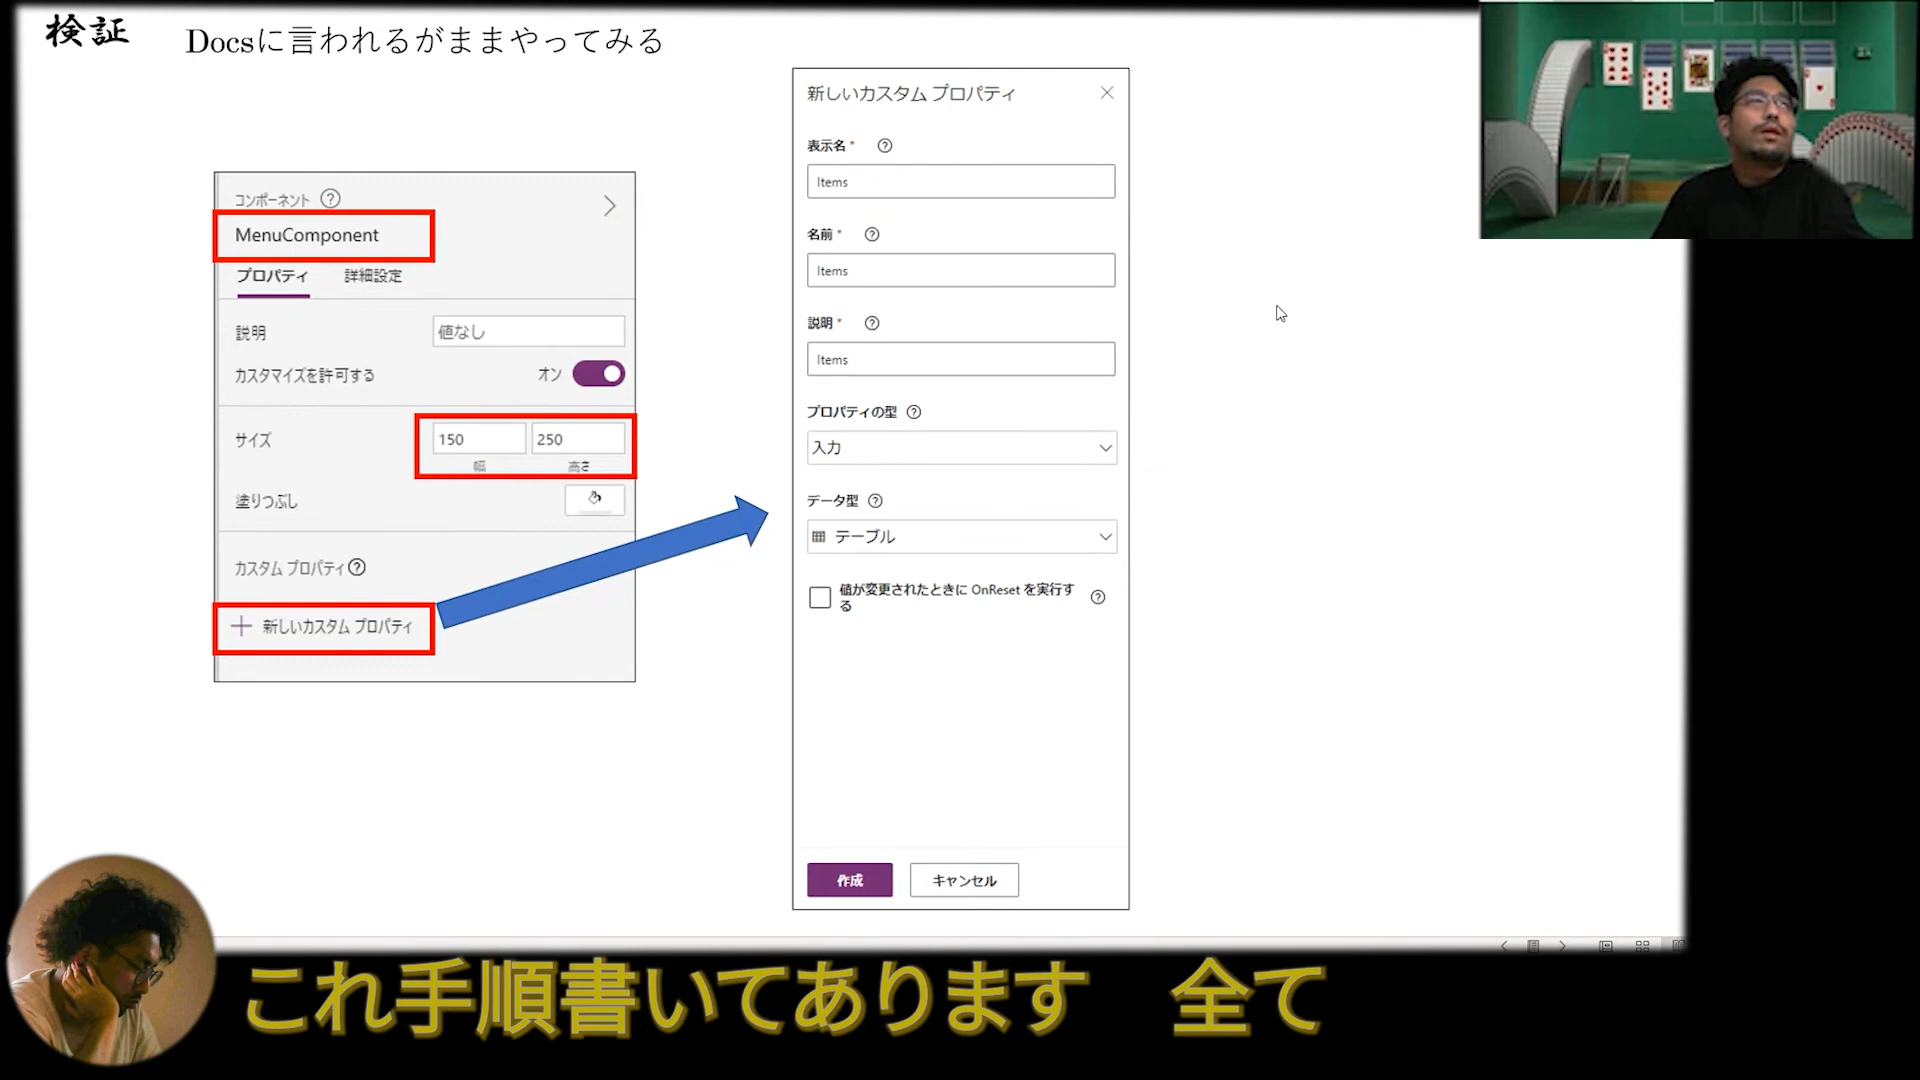 検証
Docsに言われるがままやってみる
コンポーネント
MenuComponent
プロパティ 詳細設定
説明 値なし
カスタマイズを許可する オン
サイズ 150 250
幅 高さ
塗りつぶし
カスタム プロパティ
新しいカスタム プロパティ
新しいカスタム プロパティ
表示名 *
Items
名前 *
Items
説明 *
Items
プロパティの型
入力
データ型
テーブル
値が変更されたときに OnReset を実行す
る
作成 キャンセル
これ手順書いてあります 全て